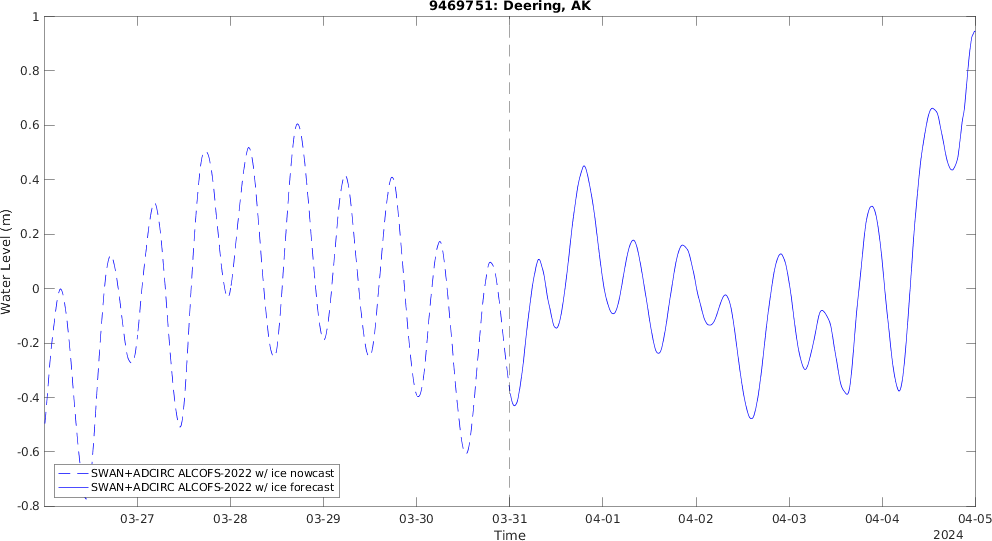 9469751: Deering, AK
1
0.8
0.6
0.4
0.2
0
-0.2
-0.4
-0.6
-0.8
Water Level (m)
SWAN+ADCIRC ALCOFS-2022 w/ ice nowcast
SWAN+ADCIRC ALCOFS-2022 w/ ice forecast
03-27 03-28 03-29 03-30 03-31 04-01 04-02 04-03 04-04 04-05
Time
2024